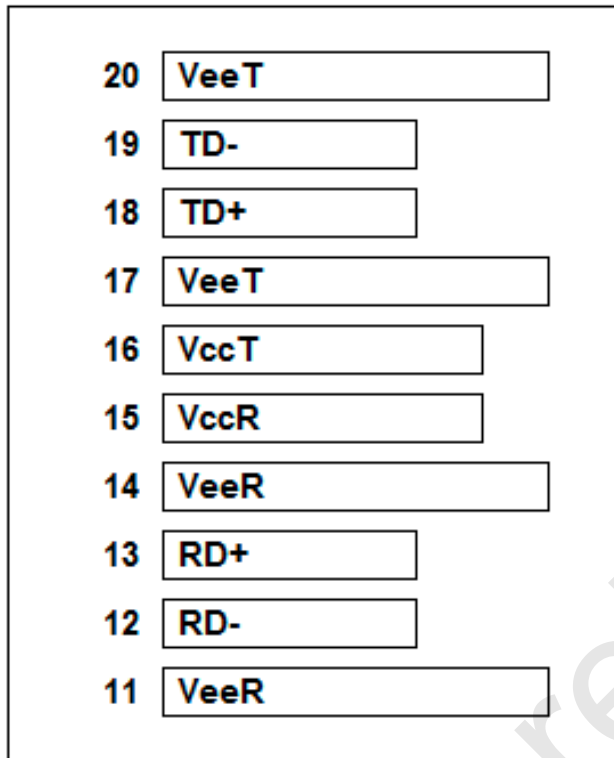 20 VeeT
19 TD-
18 TD+
17 VeeT
16 VccT
15 VccR
14 VeeR
13 RD+
12 RD-
11 VeeR